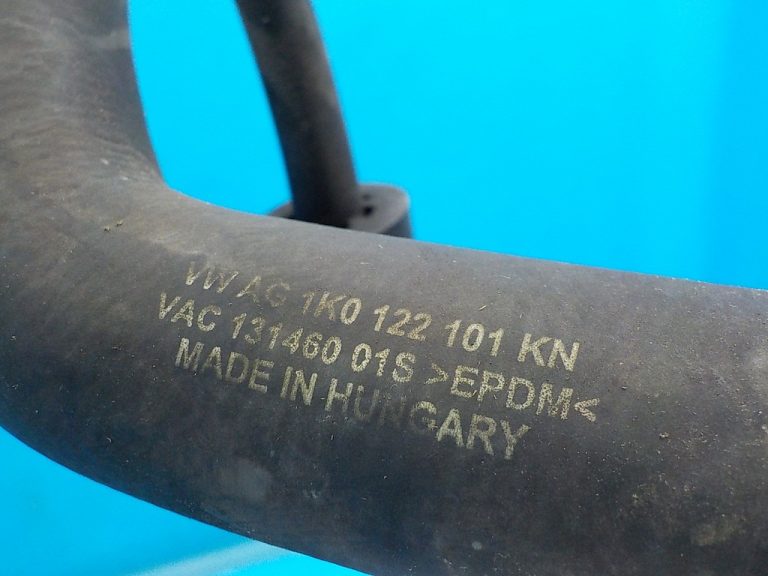 VW AG 1K0 122 101 KN
VAC 131460 01S >EPDM<
MADE IN HUNGARY